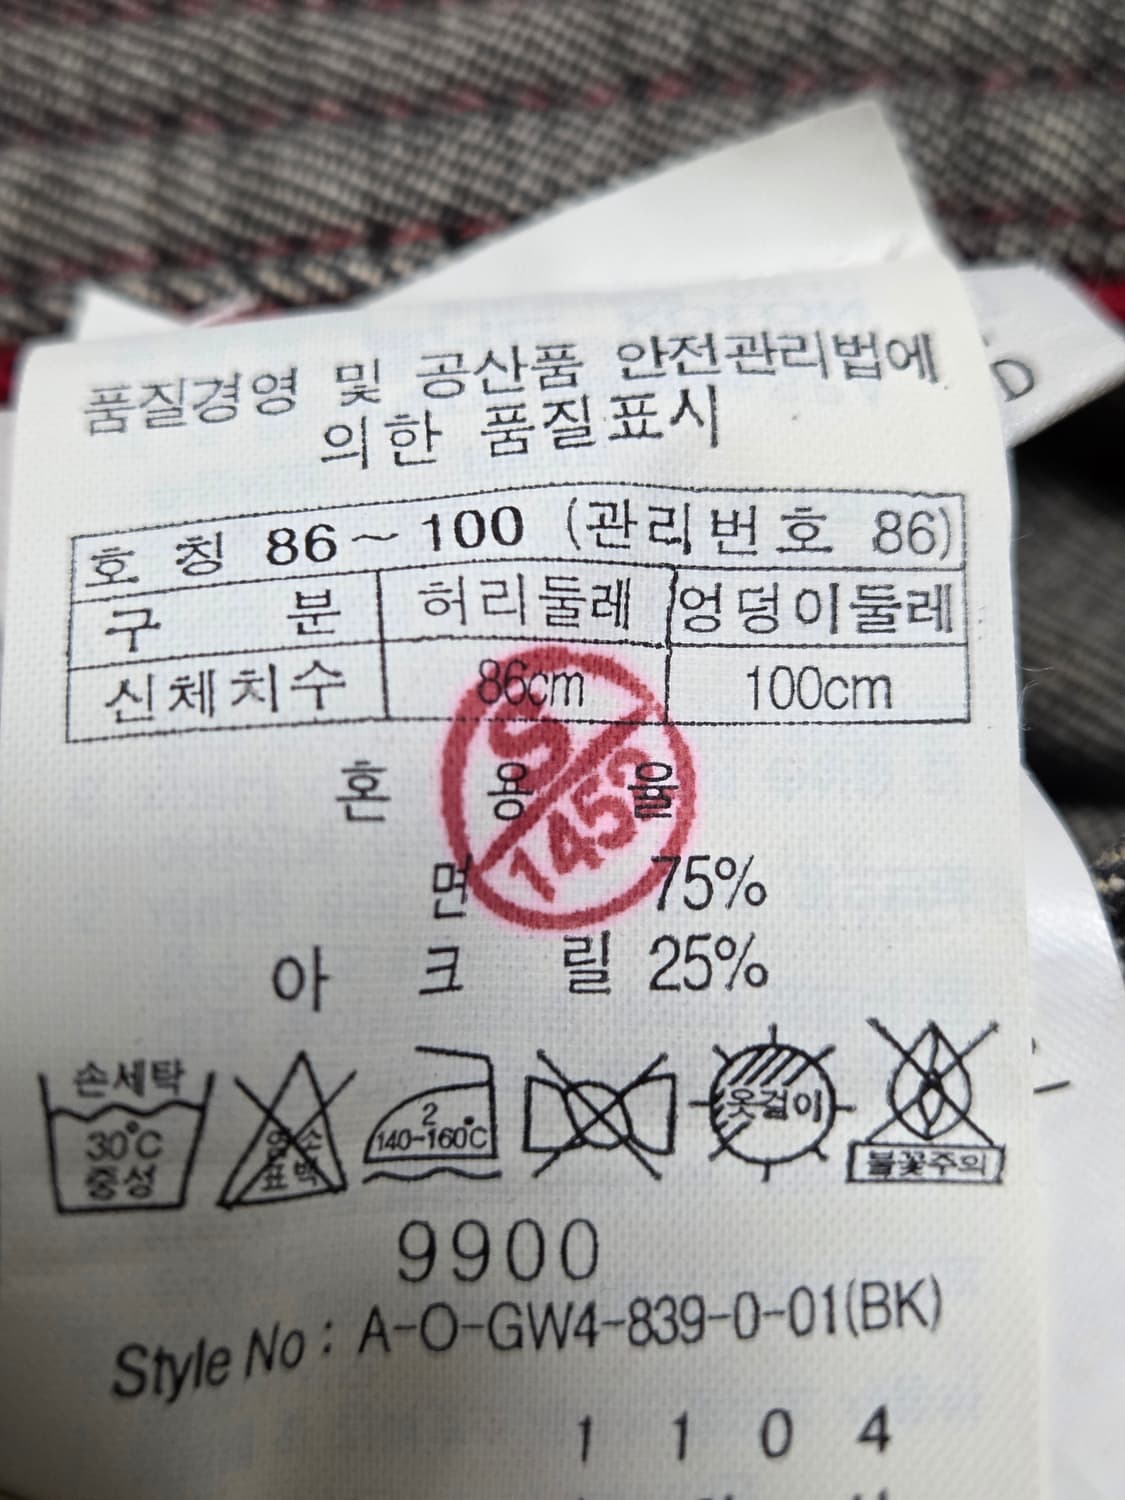 품질경영 및 공산품 안전관리법에
의한 품질표시
호 칭 86~100 (관리번호 86)
구 분 허리둘레 엉덩이둘레
신체치수 86cm 100cm
S
1453
혼 용 율
면 75%
아 크 릴 25%
손세탁
30°C
중성
염소
표백
2
140-160°C
옷걸이
불꽃주의
9900
Style No : A-O-GW4-839-0-01(BK)
1 1 0 4
D